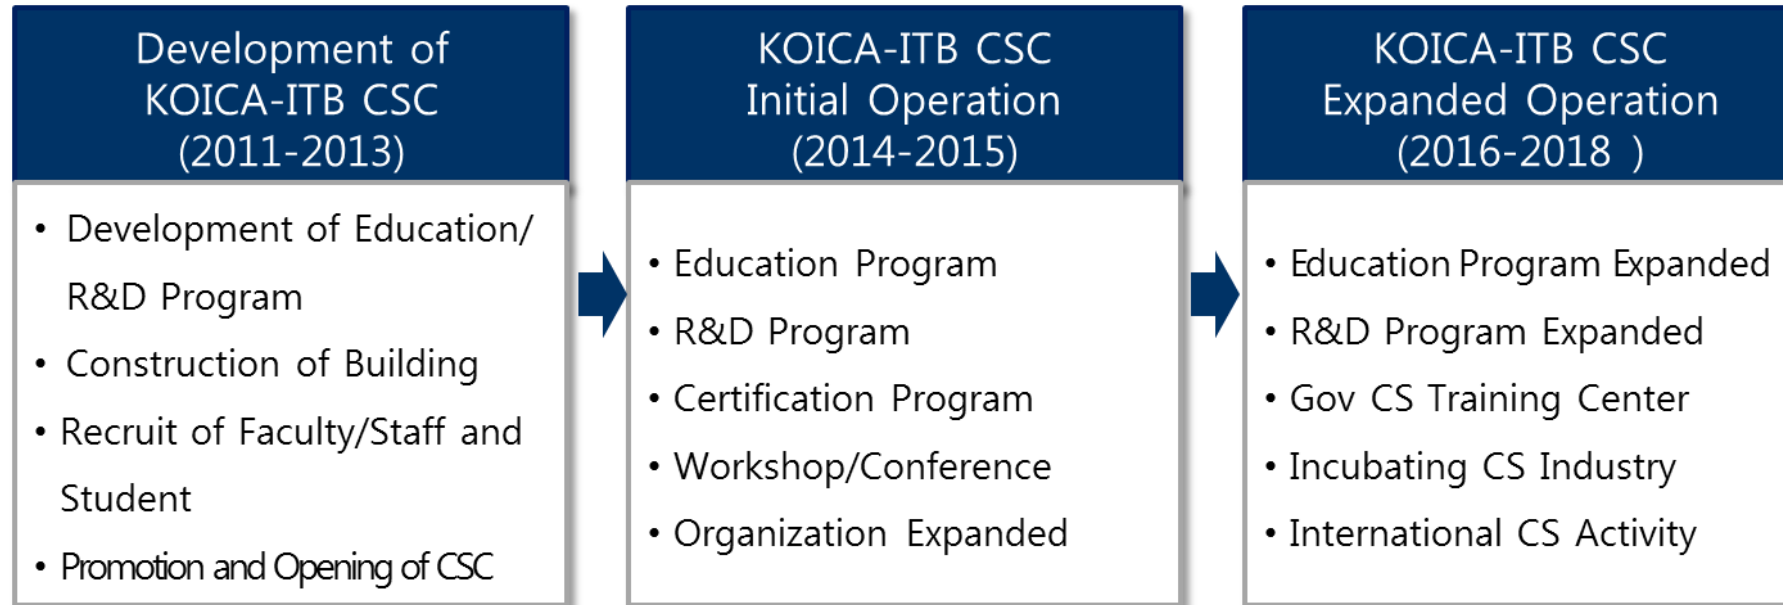 Development of
KOICA-ITB CSC
(2011-2013)
• Development of Education/
R&D Program
• Construction of Building
• Recruit of Faculty/Staff and
Student
• Promotion and Opening of CSC
KOICA-ITB CSC
Initial Operation
(2014-2015)
• Education Program
• R&D Program
• Certification Program
• Workshop/Conference
• Organization Expanded
KOICA-ITB CSC
Expanded Operation
(2016-2018 )
• Education Program Expanded
• R&D Program Expanded
• Gov CS Training Center
• Incubating CS Industry
• International CS Activity